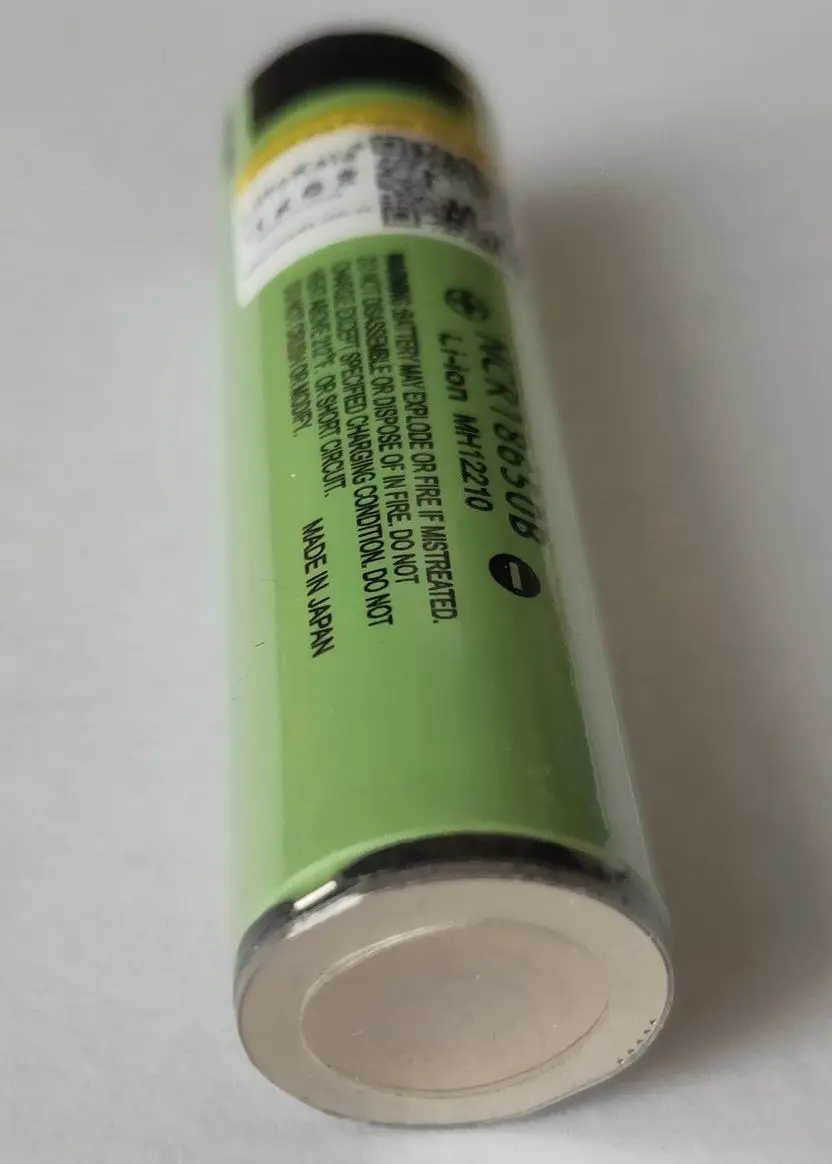 NCR18650B
Li-ion MH12210
WARNING: BATTERY MAY EXPLODE OR FIRE IF MISTREATED.
DO NOT DISASSEMBLE OR DISPOSE OF IN FIRE. DO NOT
CHARGE EXCEPT SPECIFIED CHARGING CONDITION. DO NOT
HEAT ABOVE 212°F. OR SHORT CIRCUIT.
DO NOT CRUSH OR MODIFY.
MADE IN JAPAN